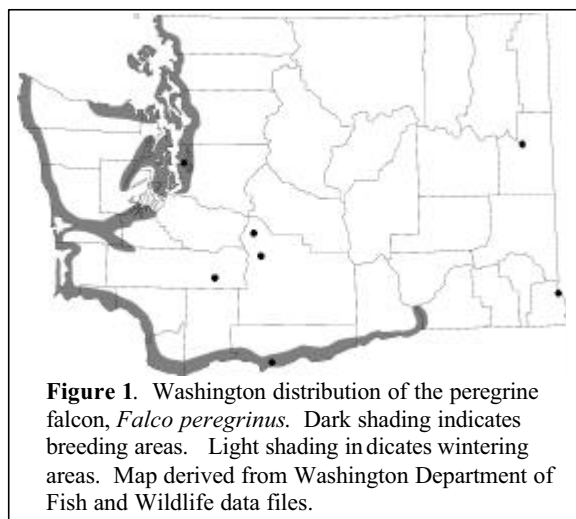 Figure 1. Washington distribution of the peregrine
falcon, Falco peregrinus. Dark shading indicates
breeding areas. Light shading in dicates wintering
areas. Map derived from Washington Department of
Fish and Wildlife data files.